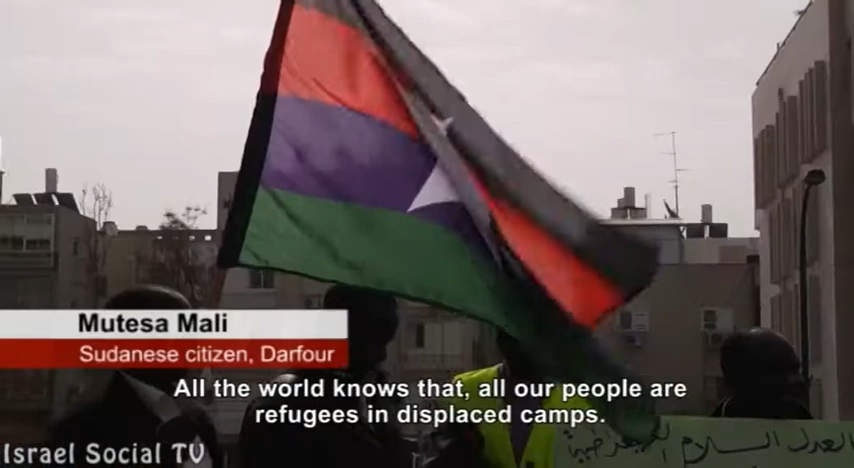 Mutesa Mali
Sudanese citizen, Darfour
All the world knows that, all our people are
refugees in displaced camps.
العدل السلام الديمقراطية
Israel Social TV